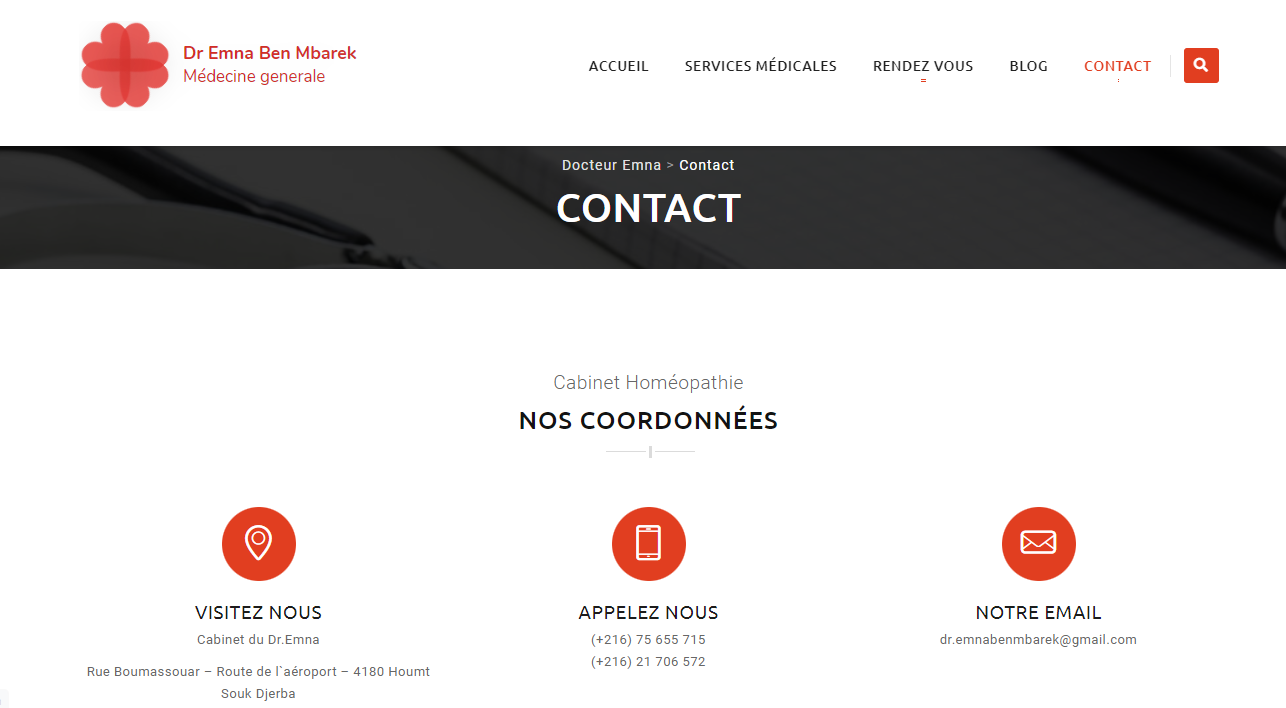 Dr Emna Ben Mbarek
Médecine generale
ACCUEIL SERVICES MÉDICALES RENDEZ VOUS BLOG CONTACT
Docteur Emna > Contact
CONTACT
Cabinet Homéopathie
NOS COORDONNÉES
VISITEZ NOUS
Cabinet du Dr.Emna
Rue Boumassouar – Route de l`aéroport – 4180 Houmt
Souk Djerba
APPELEZ NOUS
(+216) 75 655 715
(+216) 21 706 572
NOTRE EMAIL
dr.emnabenmbarek@gmail.com